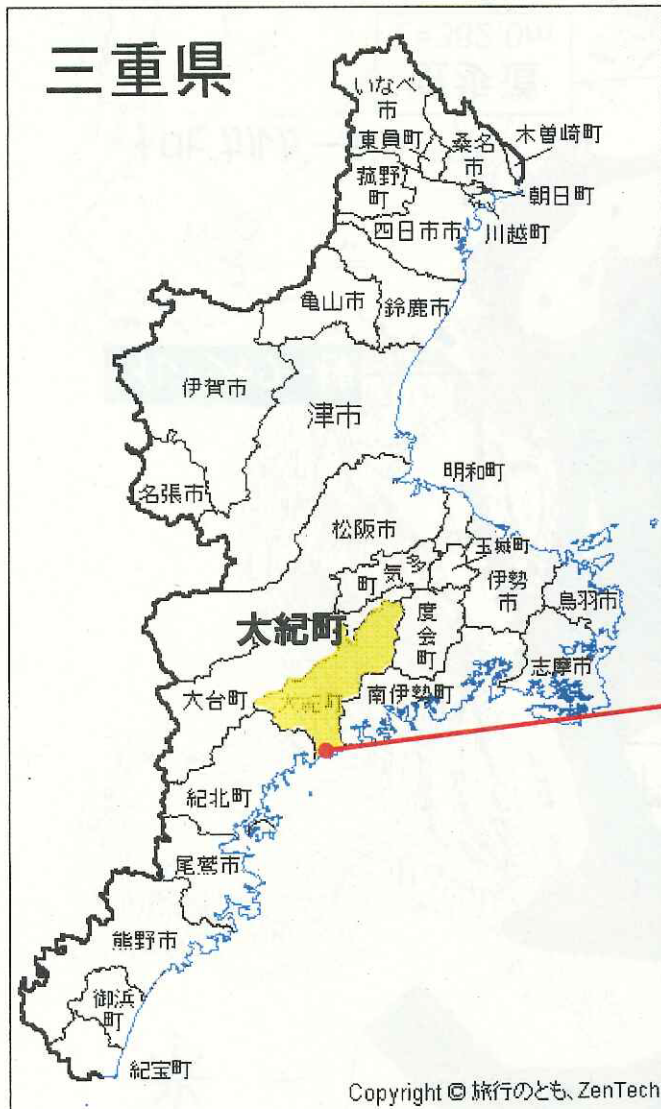 三重県
いなべ
市
東員町
桑名
市
木曽崎町
菰野
町
朝日町
四日市市
川越町
亀山市
鈴鹿市
伊賀市
津市
名張市
明和町
松阪市
玉城町
多
気
町
伊勢
市
鳥羽市
度
会
町
大紀町
志摩市
大台町
大紀町
南伊勢町
紀北町
尾鷲市
熊野市
御浜
町
紀宝町
Copyright © 旅行のとも、ZenTech